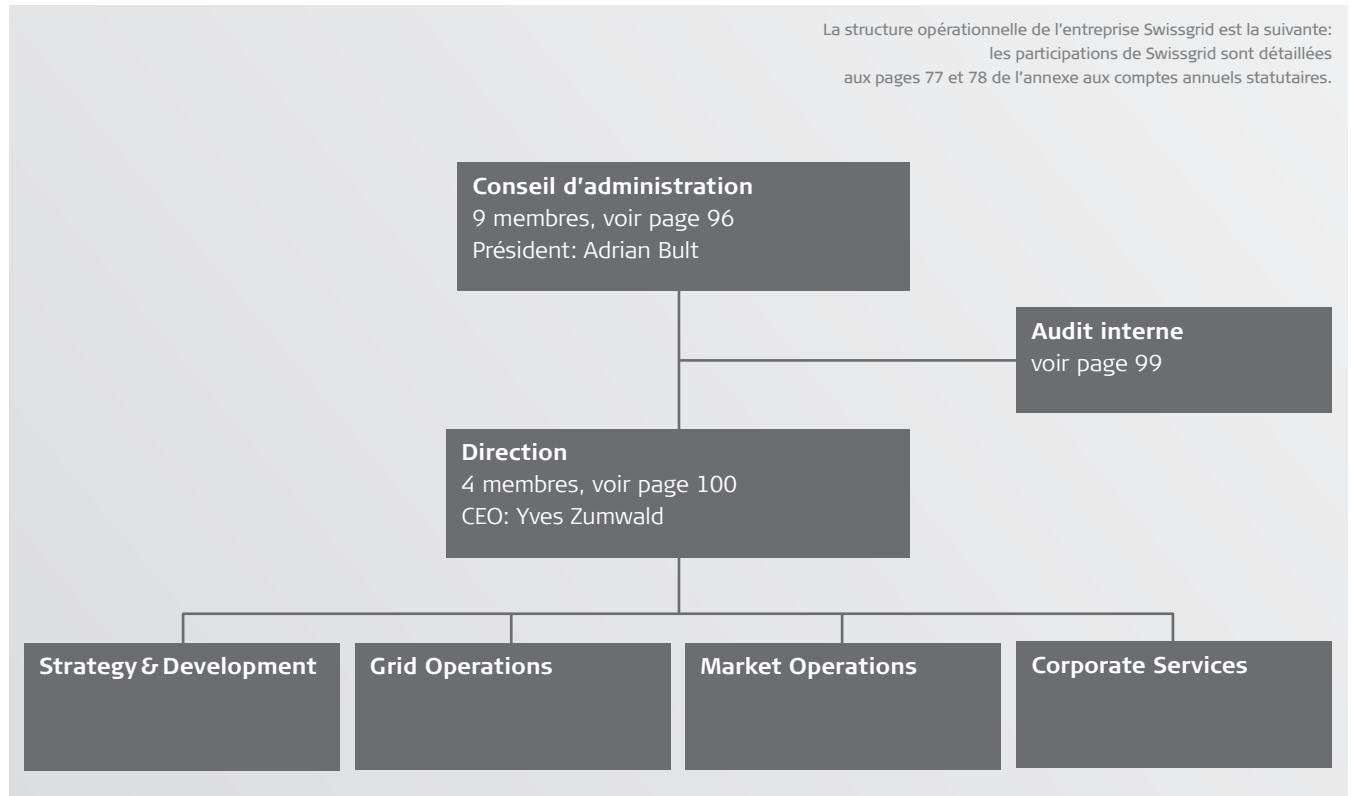 La structure opérationnelle de l'entreprise Swissgrid est la suivante:
les participations de Swissgrid sont détaillées
aux pages 77 et 78 de l'annexe aux comptes annuels statutaires.
Conseil d'administration
9 membres, voir page 96
Président: Adrian Bult
Audit interne
voir page 99
Direction
4 membres, voir page 100
CEO: Yves Zumwald
Strategy & Development
Grid Operations
Market Operations
Corporate Services